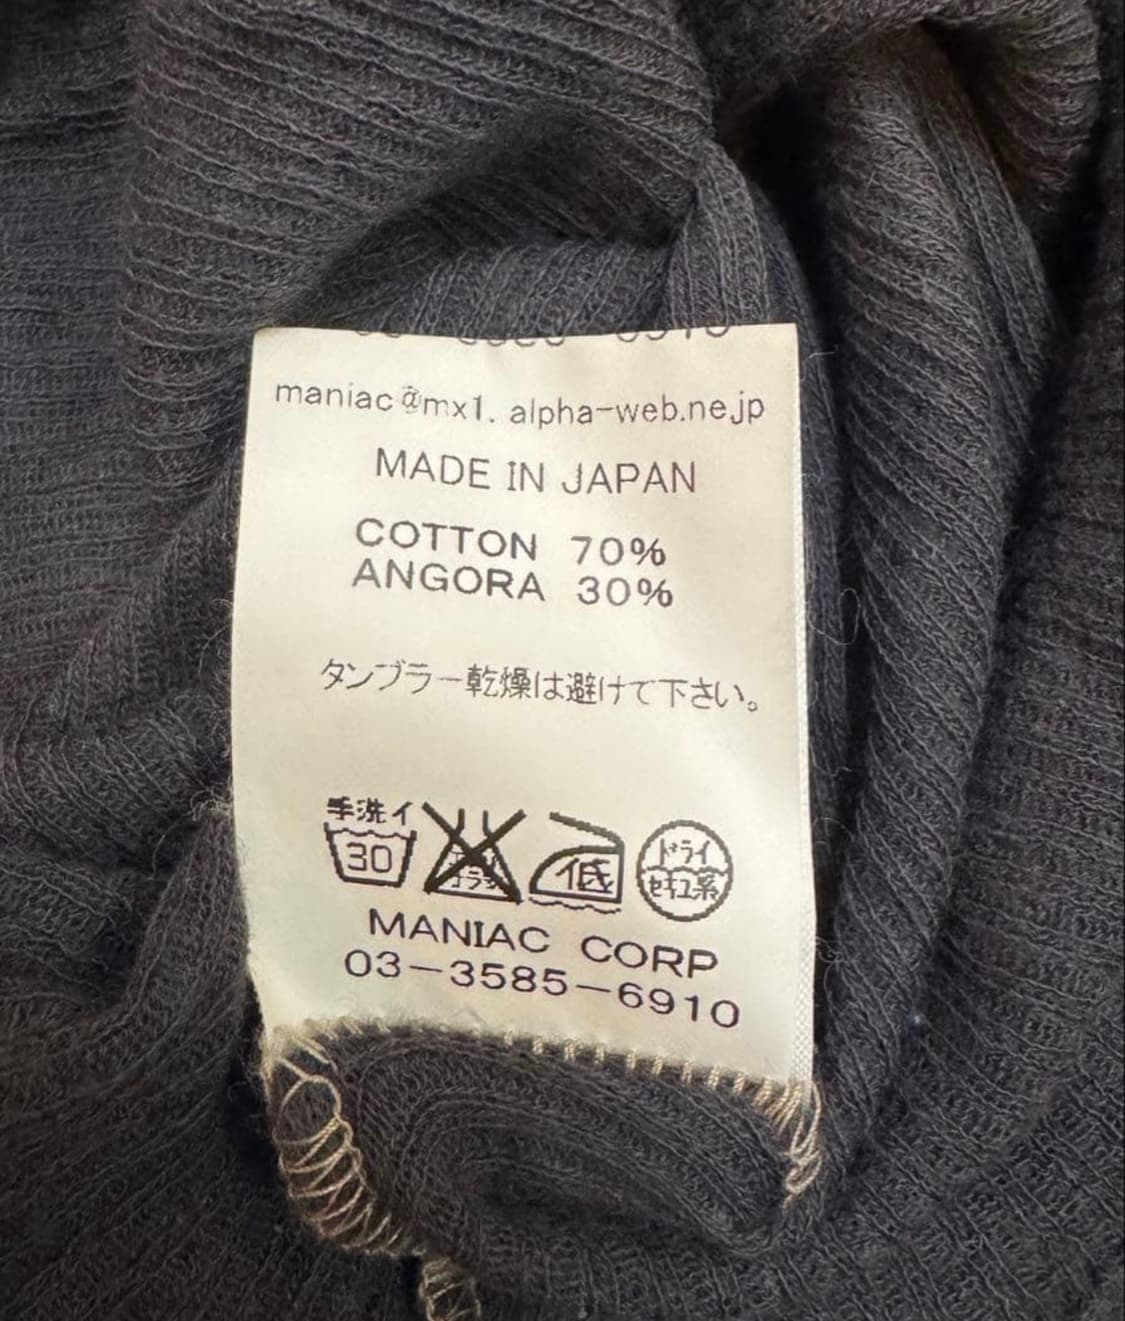 maniac@mx1.alpha-web.ne.jp
MADE IN JAPAN
COTTON 70%
ANGORA 30%
タンブラー乾燥は避けて下さい。
手洗イ
30
低
ドライ
セキユ系
MANIAC CORP
03-3585-6910